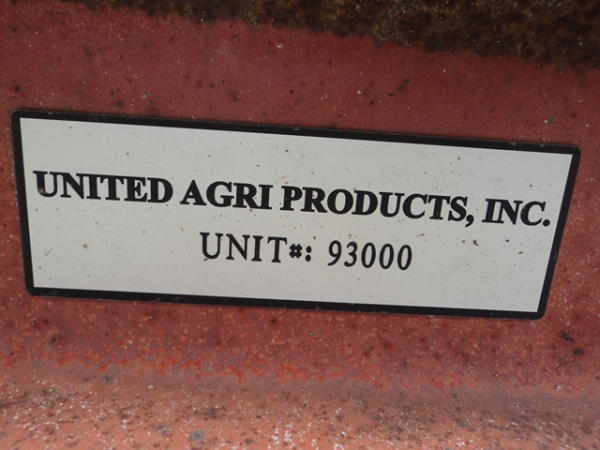 UNITED AGRI PRODUCTS, INC.
UNIT#: 93000